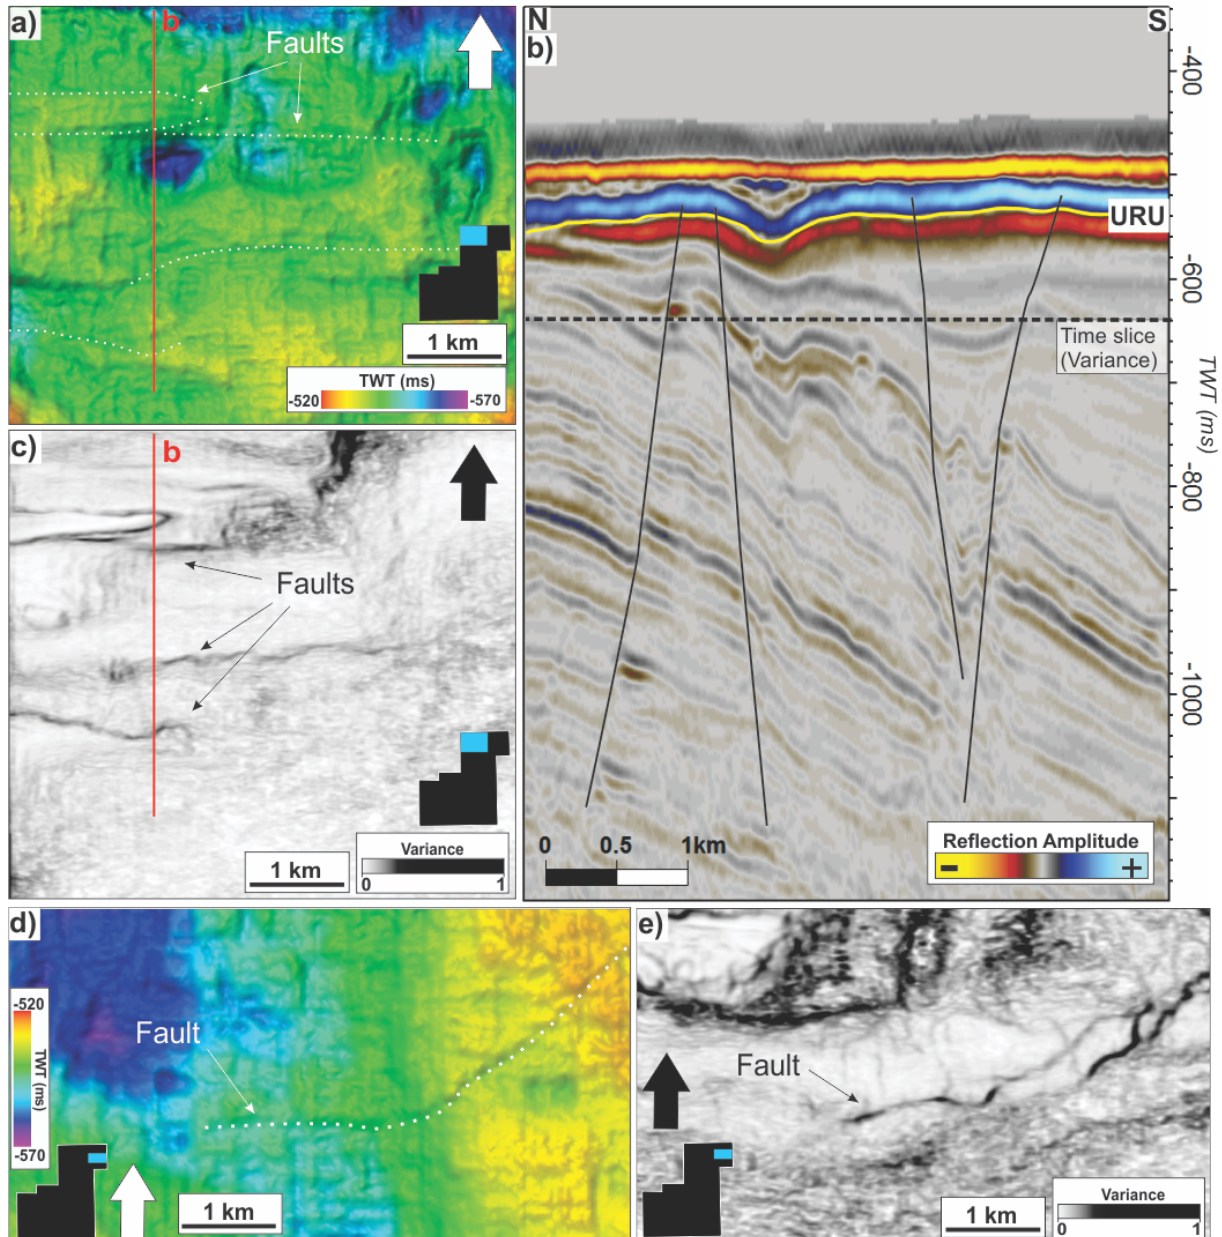 a)
b
Faults
1 km
TWT (ms)
-520
-570
N
S
b)
-400
URU
-600
Time slice
(Variance)
TWT (ms)
-800
-1000
0
0.5
1km
Reflection Amplitude
-
+
c)
b
Faults
1 km
Variance
0
1
d)
-520
TWT (ms)
-570
Fault
1 km
e)
Fault
1 km
Variance
0
1